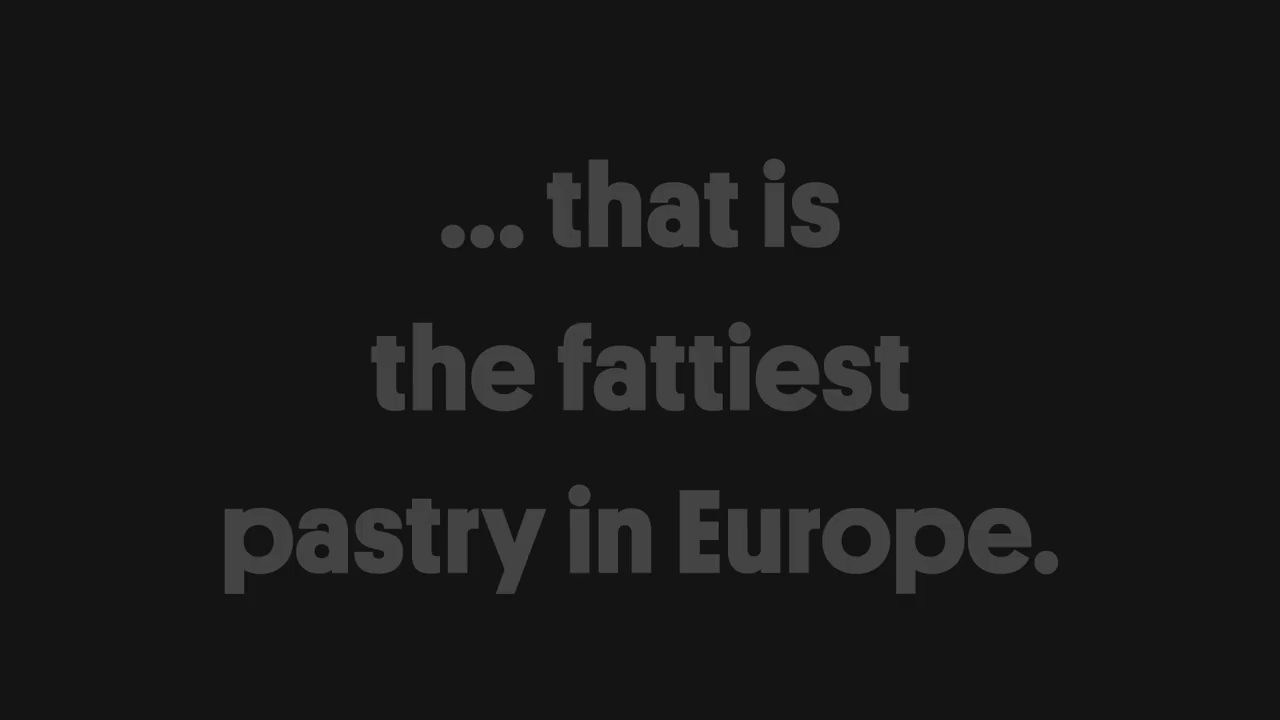 ... that is
the fattiest
pastry in Europe.